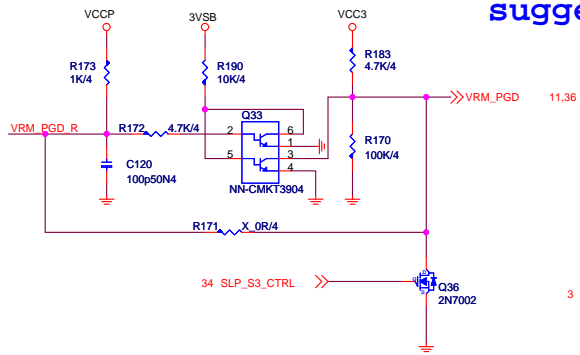 sugge
VCCP 3VSB VCC3
R173
1K/4
R190
10K/4
R183
4.7K/4
VRM_PGD 11,36
Q33
VRM_PGD_R R172 4.7K/4 2 6
1
5 3
4
R170
100K/4
C120
100p50N4
NN-CMKT3904
R171 X_0R/4
34 SLP_S3_CTRL
Q36
2N7002
3